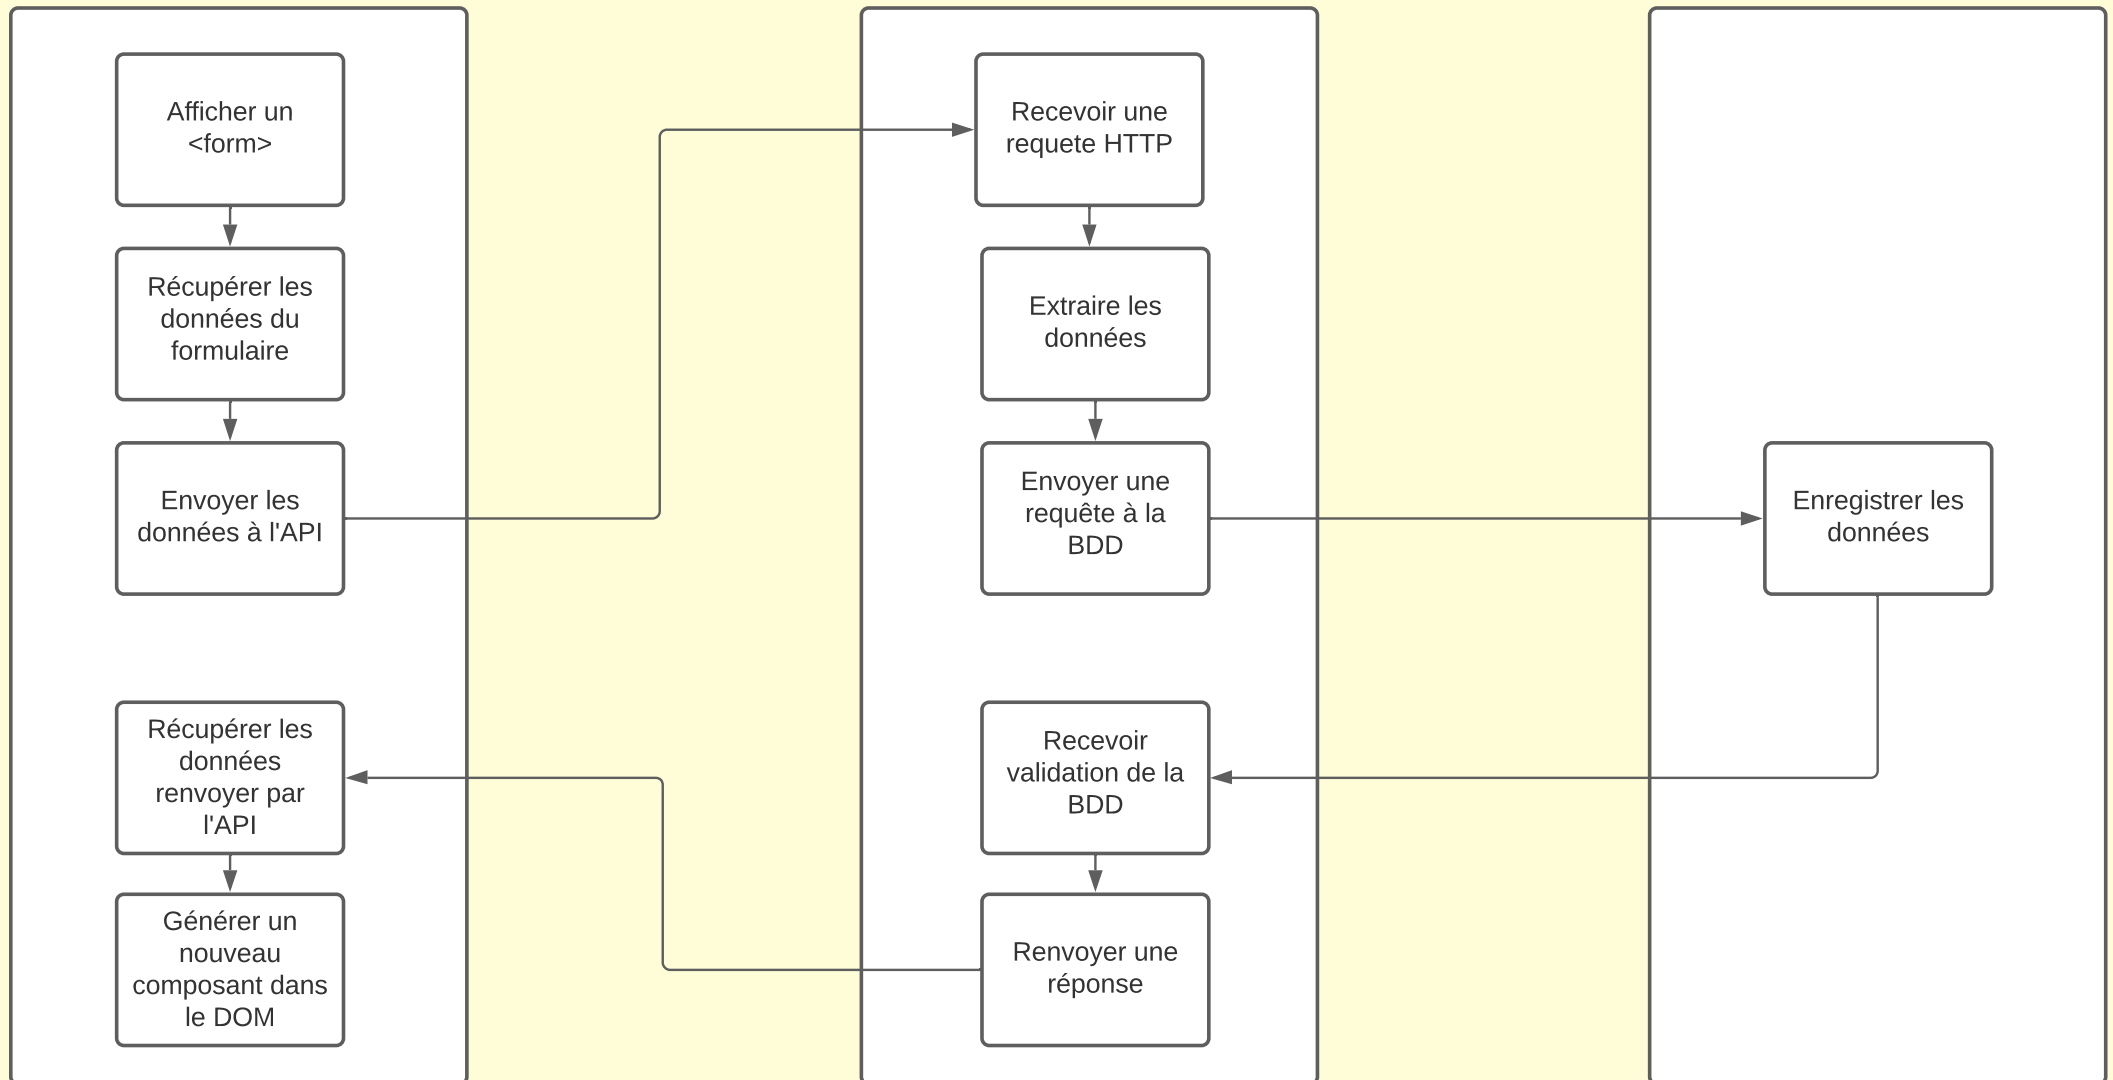 Afficher un
<form>
Récupérer les
données du
formulaire
Envoyer les
données à l'API
Récupérer les
données
renvoyer par
l'API
Générer un
nouveau
composant dans
le DOM
Recevoir une
requete HTTP
Extraire les
données
Envoyer une
requête à la
BDD
Recevoir
validation de la
BDD
Renvoyer une
réponse
Enregistrer les
données